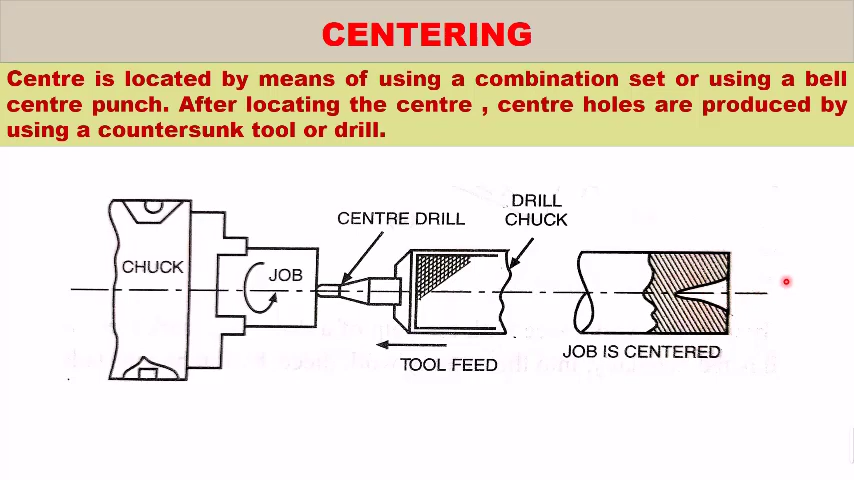 CENTERING
Centre is located by means of using a combination set or using a bell
centre punch. After locating the centre , centre holes are produced by
using a countersunk tool or drill.
DRILL
CHUCK
CENTRE DRILL
CHUCK
JOB
JOB IS CENTERED
TOOL FEED